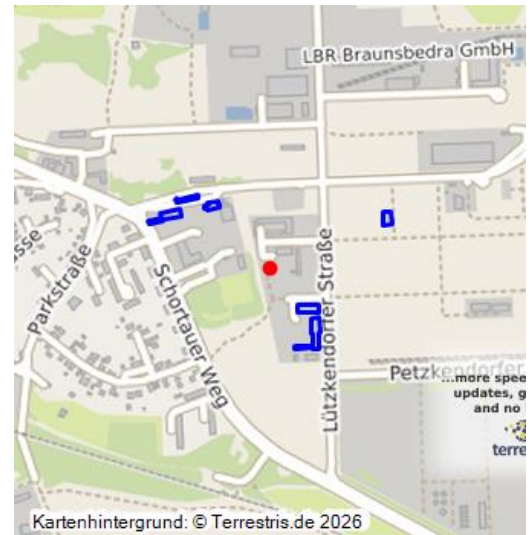 LBR Braunsbedra GmbH
asse
Parkstraße
Schortauer Weg
Lützkendorfer Straße
Petzkendorfer
...more spee
updates, g
and no
terre
Kartenhintergrund: © Terrestris.de 2026